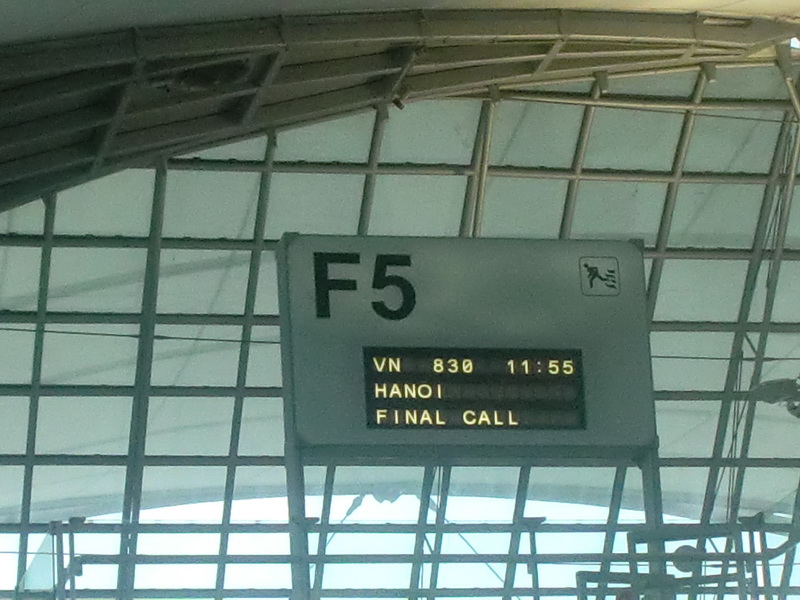 F5
VN 830 11:55
HANOI
FINAL CALL